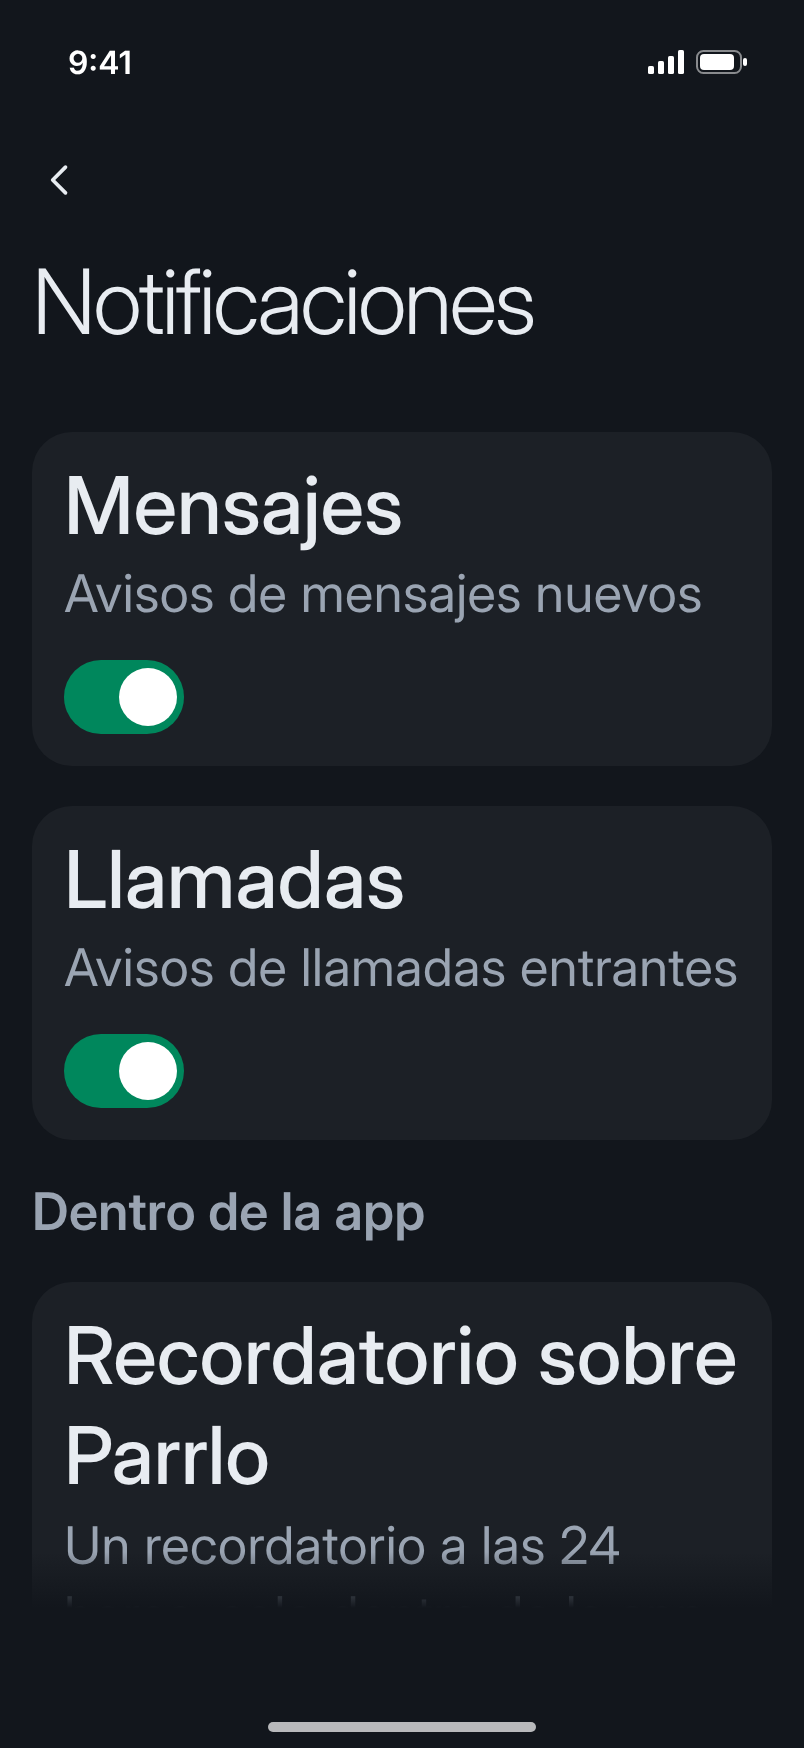 9:41
Notificaciones
Mensajes
Avisos de mensajes nuevos
Llamadas
Avisos de llamadas entrantes
Dentro de la app
Recordatorio sobre
Parrlo
Un recordatorio a las 24